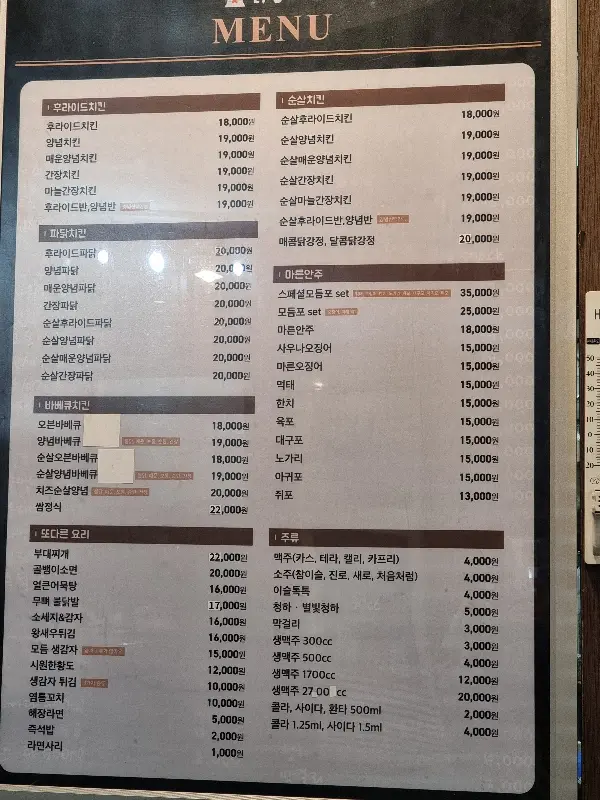 MENU
후라이드치킨
후라이드치킨 18,000원
양념치킨 19,000원
매운양념치킨 19,000원
간장치킨 19,000원
마늘간장치킨 19,000원
후라이드반,양념반 19,000원
파닭치킨
후라이드파닭 20,000원
양념파닭 20,000원
매운양념파닭 20,000원
간장파닭 20,000원
순살후라이드파닭 20,000원
순살양념파닭 20,000원
순살매운양념파닭 20,000원
순살간장파닭 20,000원
바베큐치킨
오븐바베큐 18,000원
양념바베큐 19,000원
순살오븐바베큐 18,000원
순살양념바베큐 19,000원
치즈순살양념 20,000원
쌈정식 22,000원
또다른 요리
부대찌개 22,000원
골뱅이소면 20,000원
얼큰어묵탕 16,000원
무뼈 불닭발 17,000원
소세지&감자 16,000원
왕새우튀김 16,000원
모듬 생감자 15,000원
시원한황도 12,000원
생감자 튀김 10,000원
염통꼬치 10,000원
해장라면 5,000원
즉석밥 2,000원
라면사리 1,000원
순살치킨
순살후라이드치킨 18,000원
순살양념치킨 19,000원
순살매운양념치킨 19,000원
순살간장치킨 19,000원
순살마늘간장치킨 19,000원
순살후라이드반,양념반 19,000원
매콤닭강정, 달콤닭강정 20,000원
마른안주
스페셜모듬포 set 35,000원
모듬포 set 25,000원
마른안주 18,000원
사우나오징어 15,000원
마른오징어 15,000원
먹태 15,000원
한치 15,000원
육포 15,000원
대구포 15,000원
노가리 15,000원
아귀포 15,000원
쥐포 13,000원
주류
맥주(카스, 테라, 켈리, 카프리) 4,000원
소주(참이슬, 진로, 새로, 처음처럼) 4,000원
이슬톡톡 4,000원
청하 · 별빛청하 5,000원
막걸리 3,000원
생맥주 300cc 3,000원
생맥주 500cc 4,000원
생맥주 1700cc 12,000원
생맥주 2700 cc 20,000원
콜라, 사이다, 환타 500ml 2,000원
콜라 1.25ml, 사이다 1.5ml 4,000원